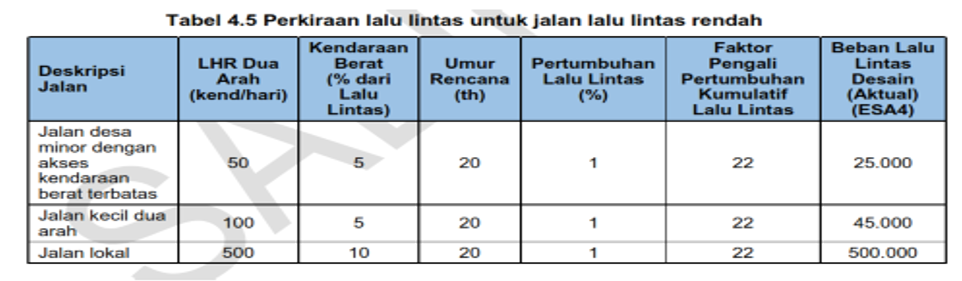 Tabel 4.5 Perkiraan lalu lintas untuk jalan lalu lintas rendah
Deskripsi Jalan | LHR Dua Arah (kend/hari) | Kendaraan Berat (% dari Lalu Lintas) | Umur Rencana (th) | Pertumbuhan Lalu Lintas (%) | Faktor Pengali Pertumbuhan Kumulatif Lalu Lintas | Beban Lalu Lintas Desain (Aktual) (ESA4)
Jalan desa minor dengan akses kendaraan berat terbatas | 50 | 5 | 20 | 1 | 22 | 25.000
Jalan kecil dua arah | 100 | 5 | 20 | 1 | 22 | 45.000
Jalan lokal | 500 | 10 | 20 | 1 | 22 | 500.000